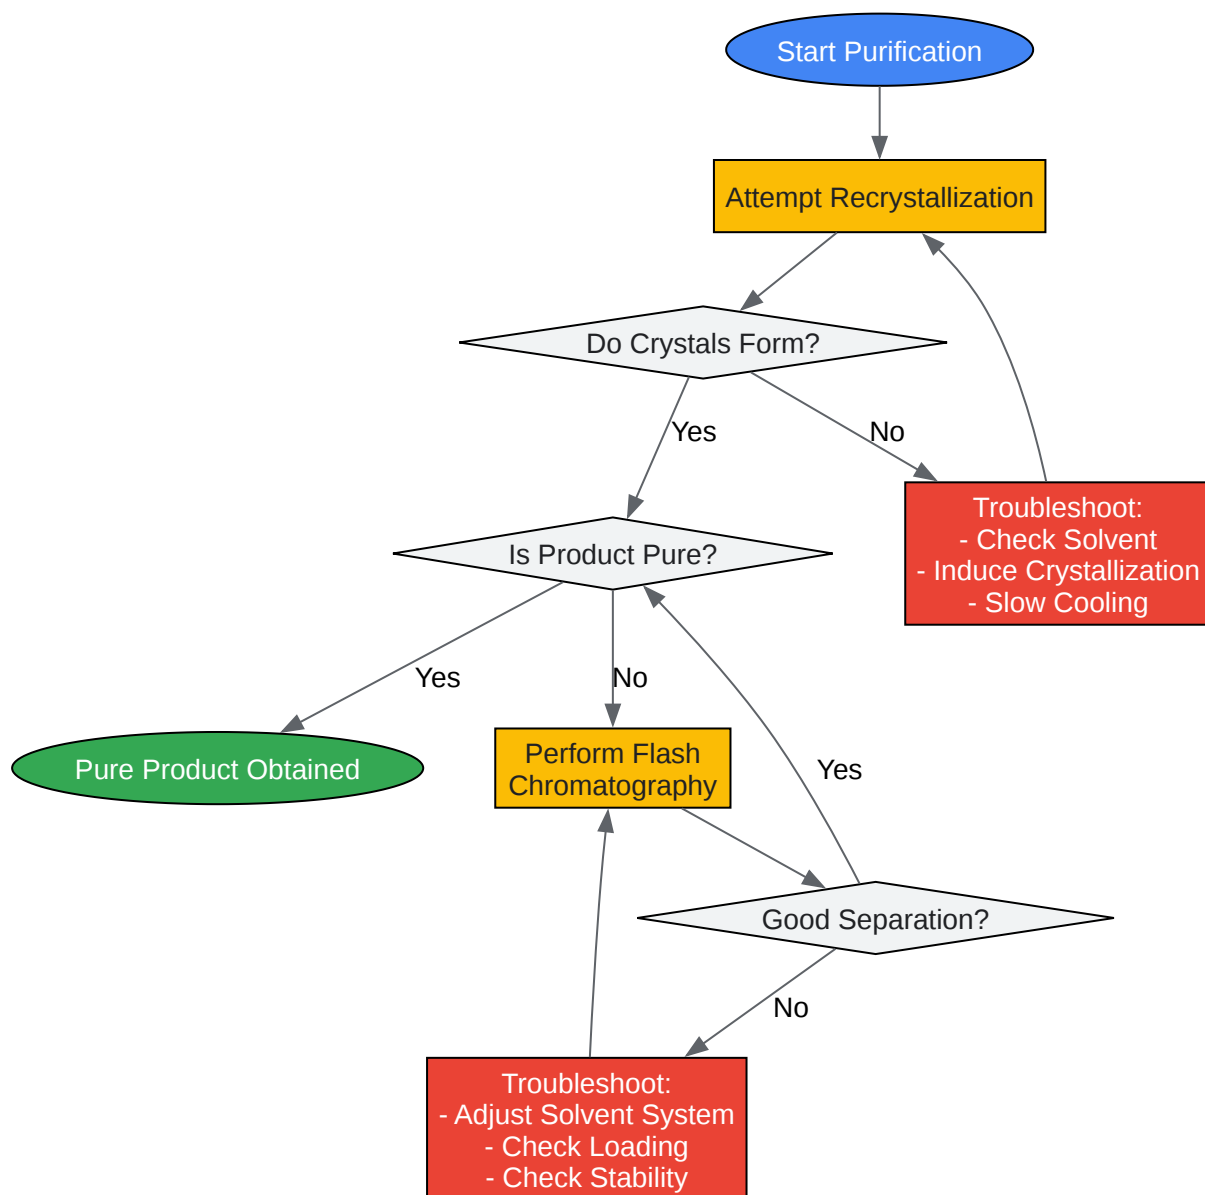 Start Purification
Attempt Recrystallization
Do Crystals Form?
Yes
No
Troubleshoot:
- Check Solvent
- Induce Crystallization
- Slow Cooling
Is Product Pure?
Yes
No
Pure Product Obtained
Perform Flash
Chromatography
Yes
Good Separation?
No
Troubleshoot:
- Adjust Solvent System
- Check Loading
- Check Stability